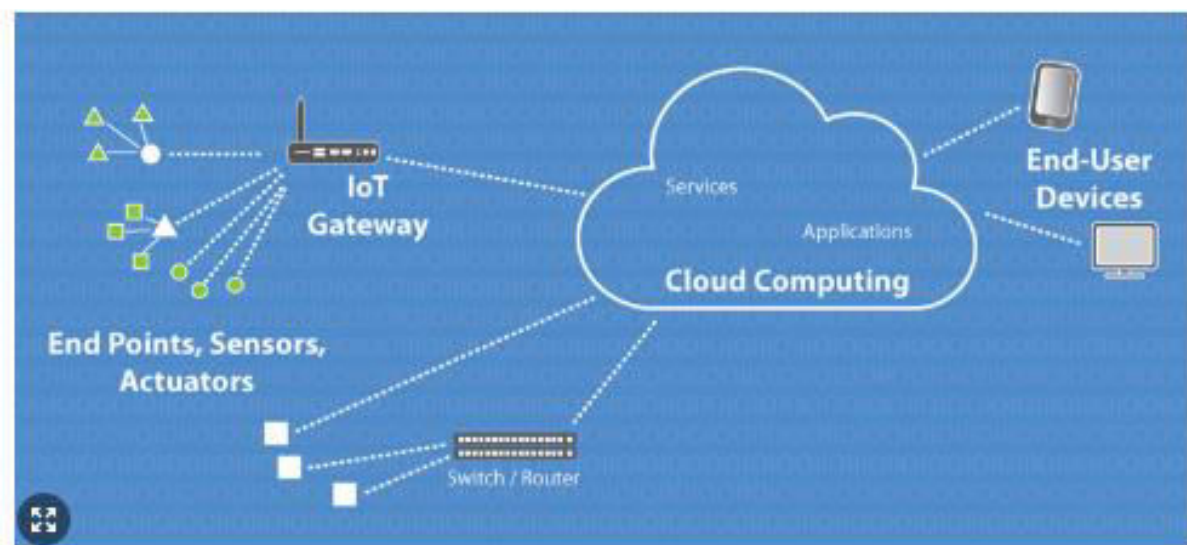 IoT
Gateway
Services
Applications
Cloud Computing
End-User
Devices
End Points, Sensors,
Actuators
Switch / Router